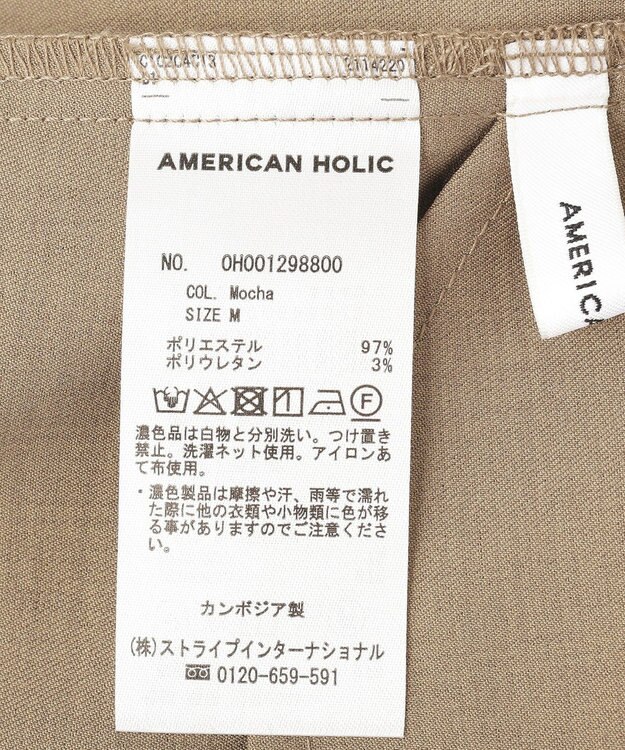 AMERICAN HOLIC
NO. OH001298800
COL. Mocha
SIZE M
ポリエステル 97%
ポリウレタン 3%
F
濃色品は白物と分別洗い。つけ置き
禁止。洗濯ネット使用。アイロンあ
て布使用。
・濃色製品は摩擦や汗、雨等で濡れ
た際に他の衣類や小物類に色が移
る事がありますのでご注意くださ
い。
カンボジア製
(株)ストライプインターナショナル
0120-659-591
AMERICA